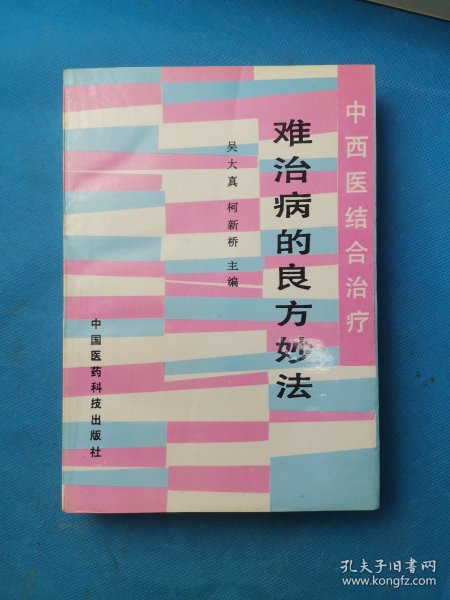 中西医结合治疗
难治病的良方妙法
吴大真 柯新桥 主编
中国医药科技出版社
孔夫子旧书网
www.kongfz.com